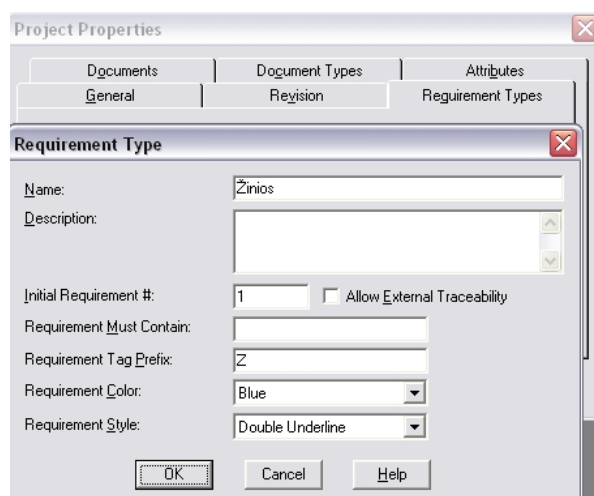 Project Properties
Documents Document Types Attributes
General Revision Requirement Types
Requirement Type
Name: Žinios
Description:
Initial Requirement #: 1 Allow External Traceability
Requirement Must Contain:
Requirement Tag Prefix: Z
Requirement Color: Blue
Requirement Style: Double Underline
OK Cancel Help